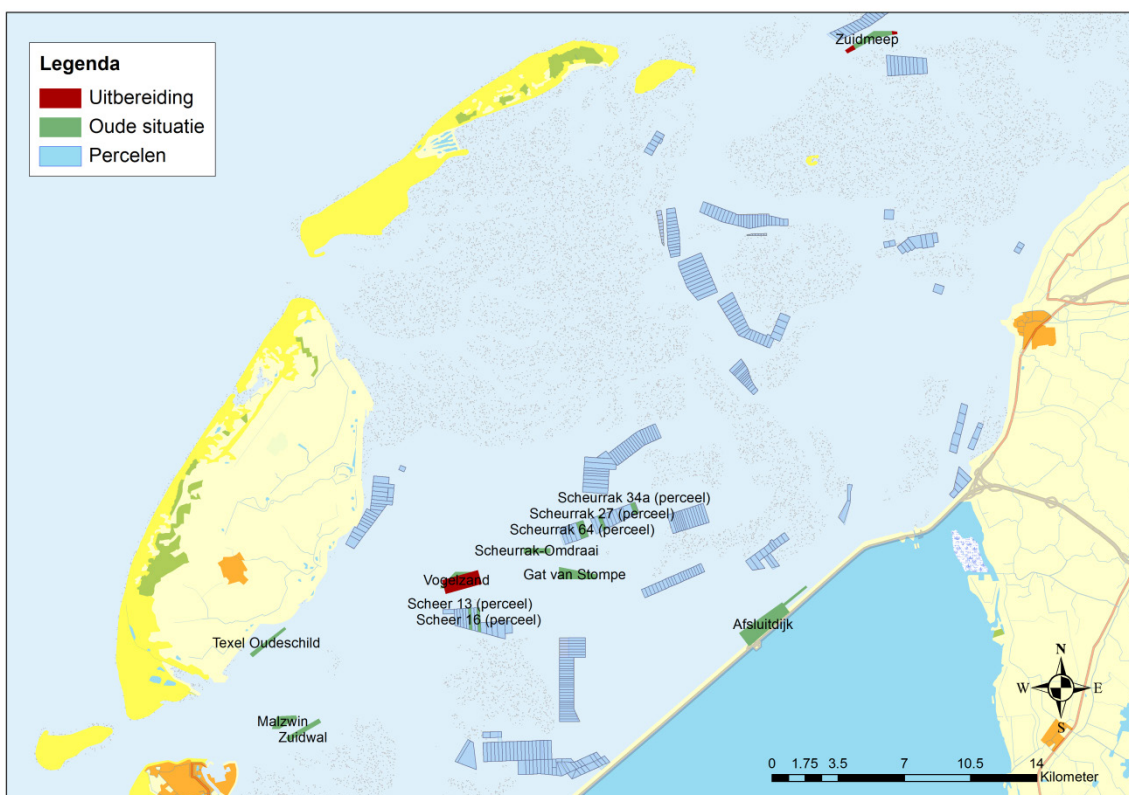 Legenda
Uitbereiding
Oude situatie
Percelen
Zuidmeep
Scheurrak 34a (perceel)
Scheurrak 27 (perceel)
Scheurrak 64 (perceel)
Scheurrak-Omdraai
Gat van Stompe
Vogelzand
Scheer 13 (perceel)
Scheer 16 (perceel)
Afsluitdijk
Texel Oudeschild
Malzwin
Zuidwal
N
W E
S
0 1.75 3.5 7 10.5 14
Kilometer